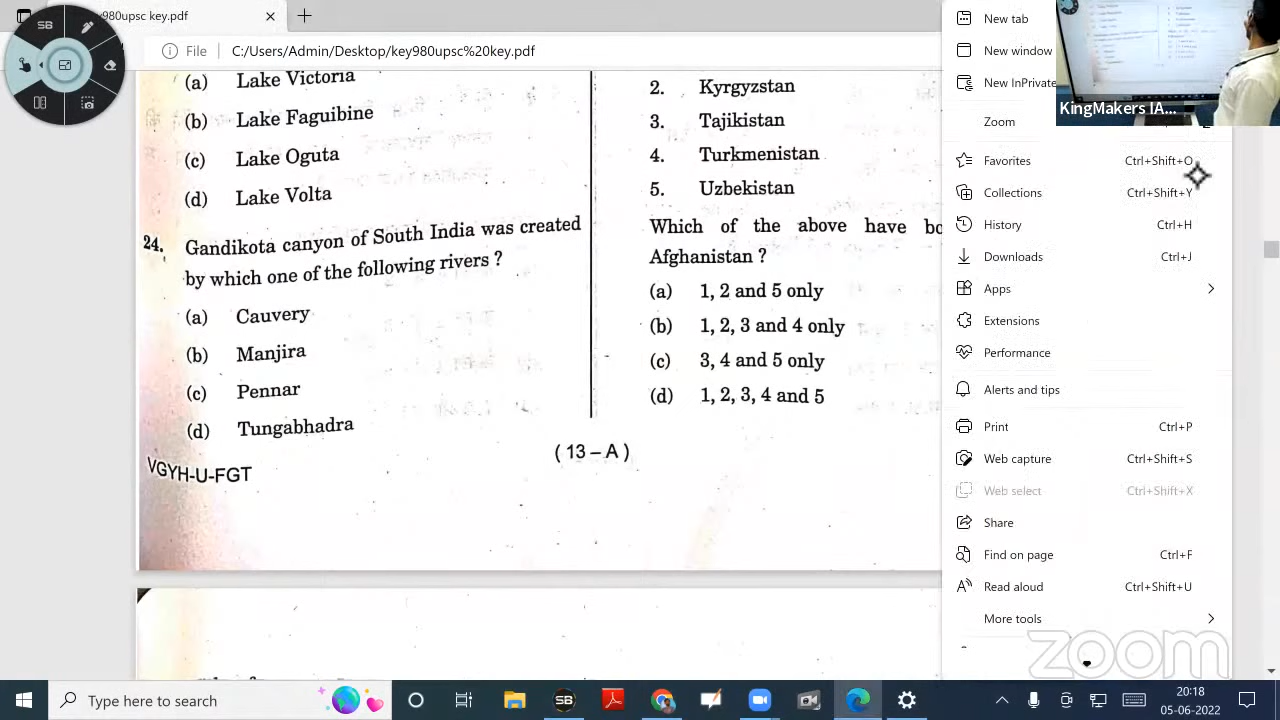 980upsc key.pdf
SB
File
C:/Users/Admin/Desktop/
pdf
(a) Lake Victoria
(b) Lake Faguibine
(c) Lake Oguta
(d) Lake Volta
24. Gandikota canyon of South India was created
by which one of the following rivers ?
(a) Cauvery
(b) Manjira
(c) Pennar
(d) Tungabhadra
VGYH-U-FGT
( 13 – A )
2. Kyrgyzstan
3. Tajikistan
4. Turkmenistan
5. Uzbekistan
Which of the above have bo
Afghanistan ?
(a) 1, 2 and 5 only
(b) 1, 2, 3 and 4 only
(c) 3, 4 and 5 only
(d) 1, 2, 3, 4 and 5
New tab
New window
New InPrivate
Zoom
Favorites Ctrl+Shift+O
Collections Ctrl+Shift+Y
History Ctrl+H
Downloads Ctrl+J
Apps
Extensions
Performance
Alerts and tips
Print Ctrl+P
Web capture Ctrl+Shift+S
Web select Ctrl+Shift+X
Share
Find on page Ctrl+F
Read aloud Ctrl+Shift+U
More tools
KingMakers IA...
zoom
Type here to search
SB
20:18
05-06-2022